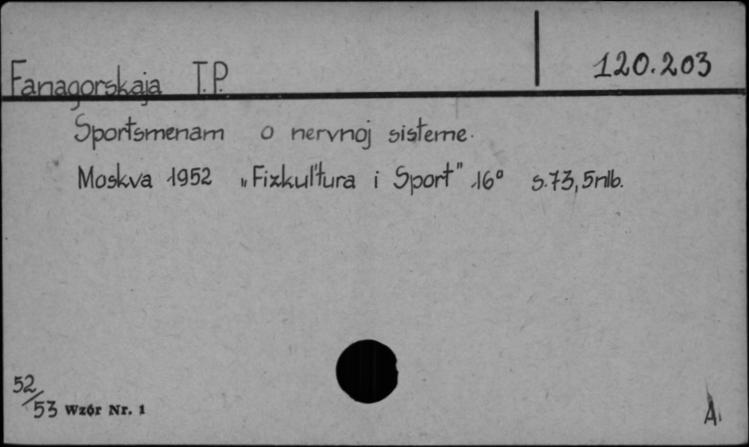 Fanagorskaja T.P. 120.203
Sportsmenam o nervnoj sisteme.
Moskva 1952 „Fizkul'tura i Sport" 16° s.73, 5nlb.
52/53 Wzór Nr. 1
A.